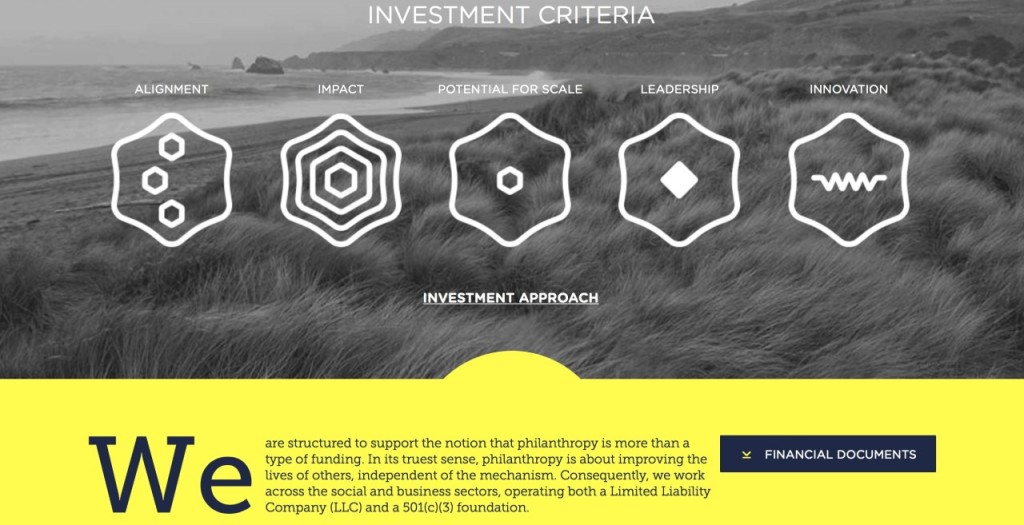 INVESTMENT CRITERIA
ALIGNMENT
IMPACT
POTENTIAL FOR SCALE
LEADERSHIP
INNOVATION
INVESTMENT APPROACH
We are structured to support the notion that philanthropy is more than a
type of funding. In its truest sense, philanthropy is about improving the
lives of others, independent of the mechanism. Consequently, we work
across the social and business sectors, operating both a Limited Liability
Company (LLC) and a 501(c)(3) foundation.
FINANCIAL DOCUMENTS